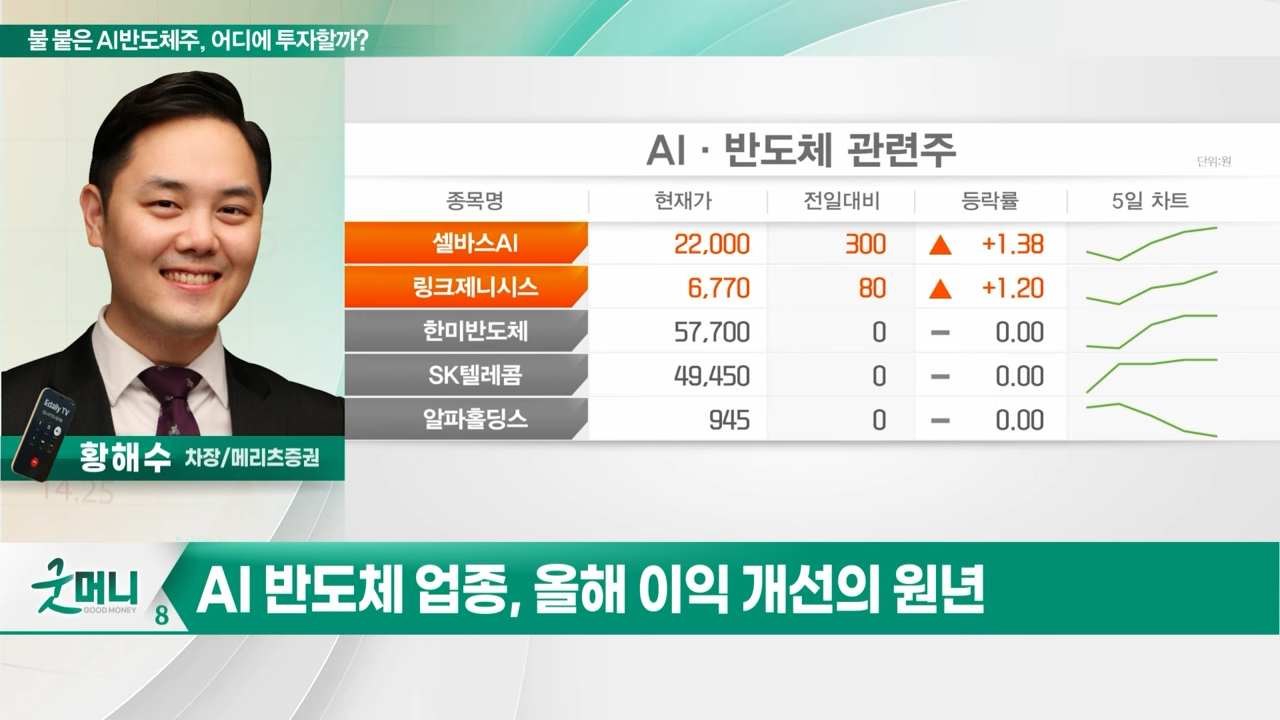 불 붙은 AI반도체주, 어디에 투자할까?
AI · 반도체 관련주
단위:원
종목명 현재가 전일대비 등락률 5일 차트
셀바스AI 22,000 300 ▲ +1.38
링크제니시스 6,770 80 ▲ +1.20
한미반도체 57,700 0 – 0.00
SK텔레콤 49,450 0 – 0.00
알파홀딩스 945 0 – 0.00
Edaily TV
황해수 차장/메리츠증권
14.25
굿머니
GOOD MONEY
8
AI 반도체 업종, 올해 이익 개선의 원년